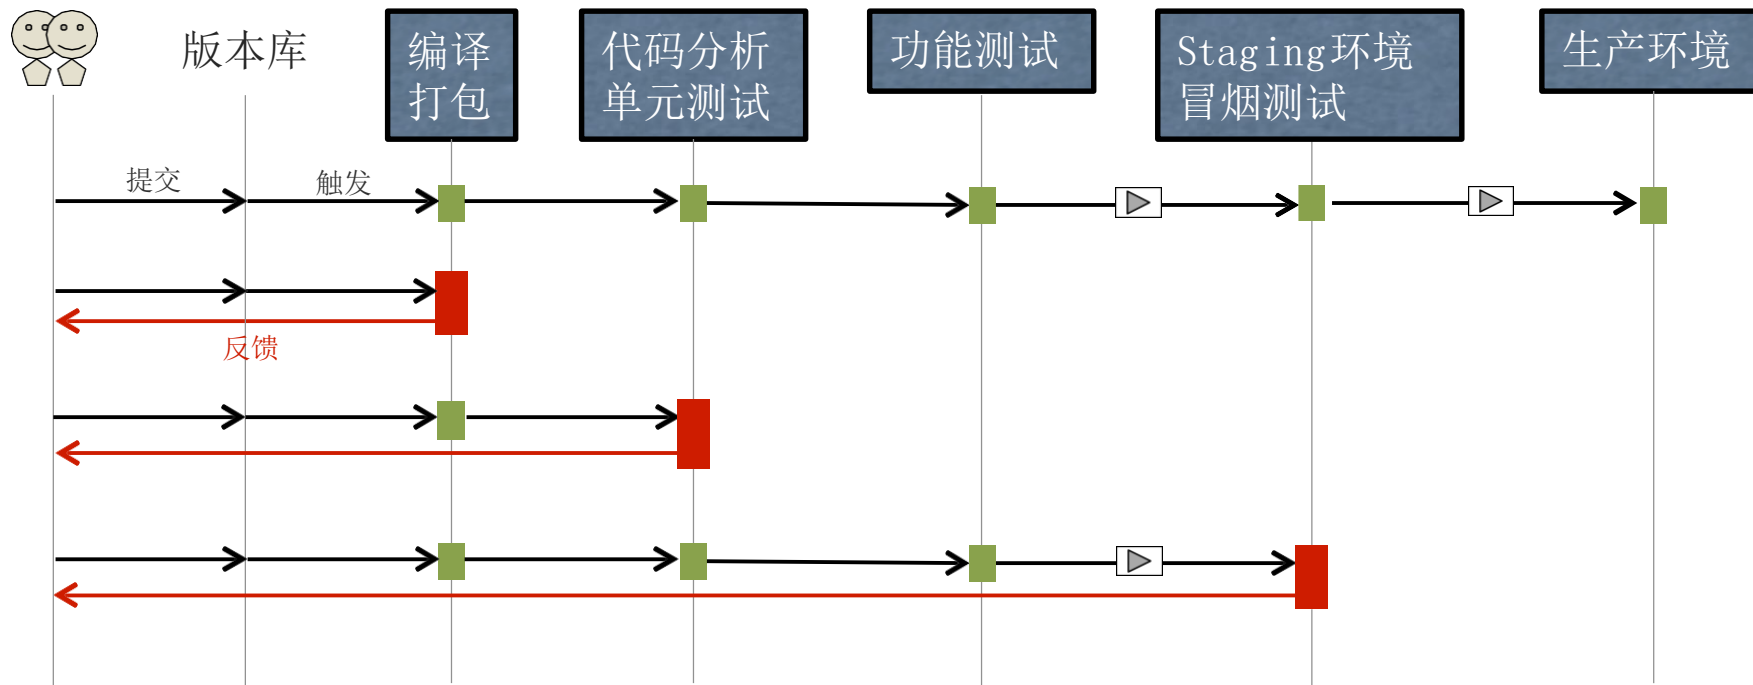 版本库
编译
打包
代码分析
单元测试
功能测试
Staging环境
冒烟测试
生产环境
提交
触发
反馈